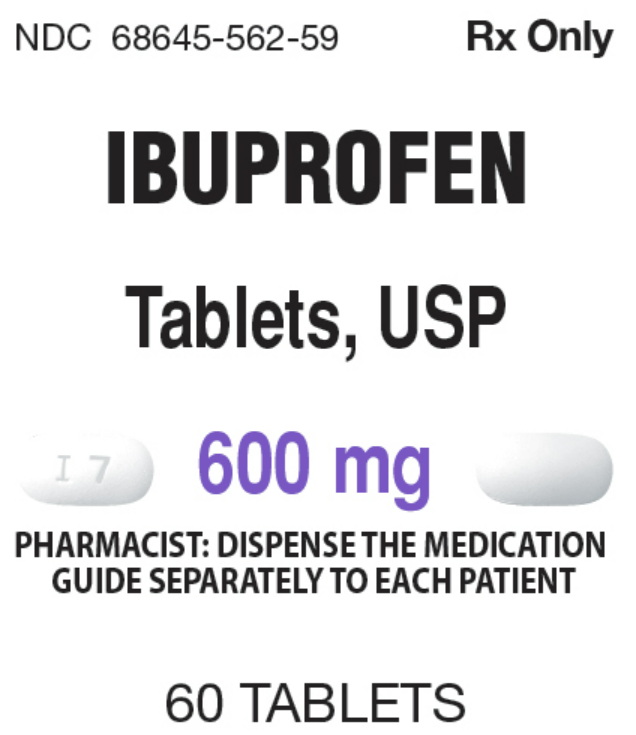 NDC 68645-562-59 Rx Only
IBUPROFEN
Tablets, USP
I 7 600 mg
PHARMACIST: DISPENSE THE MEDICATION
GUIDE SEPARATELY TO EACH PATIENT
60 TABLETS